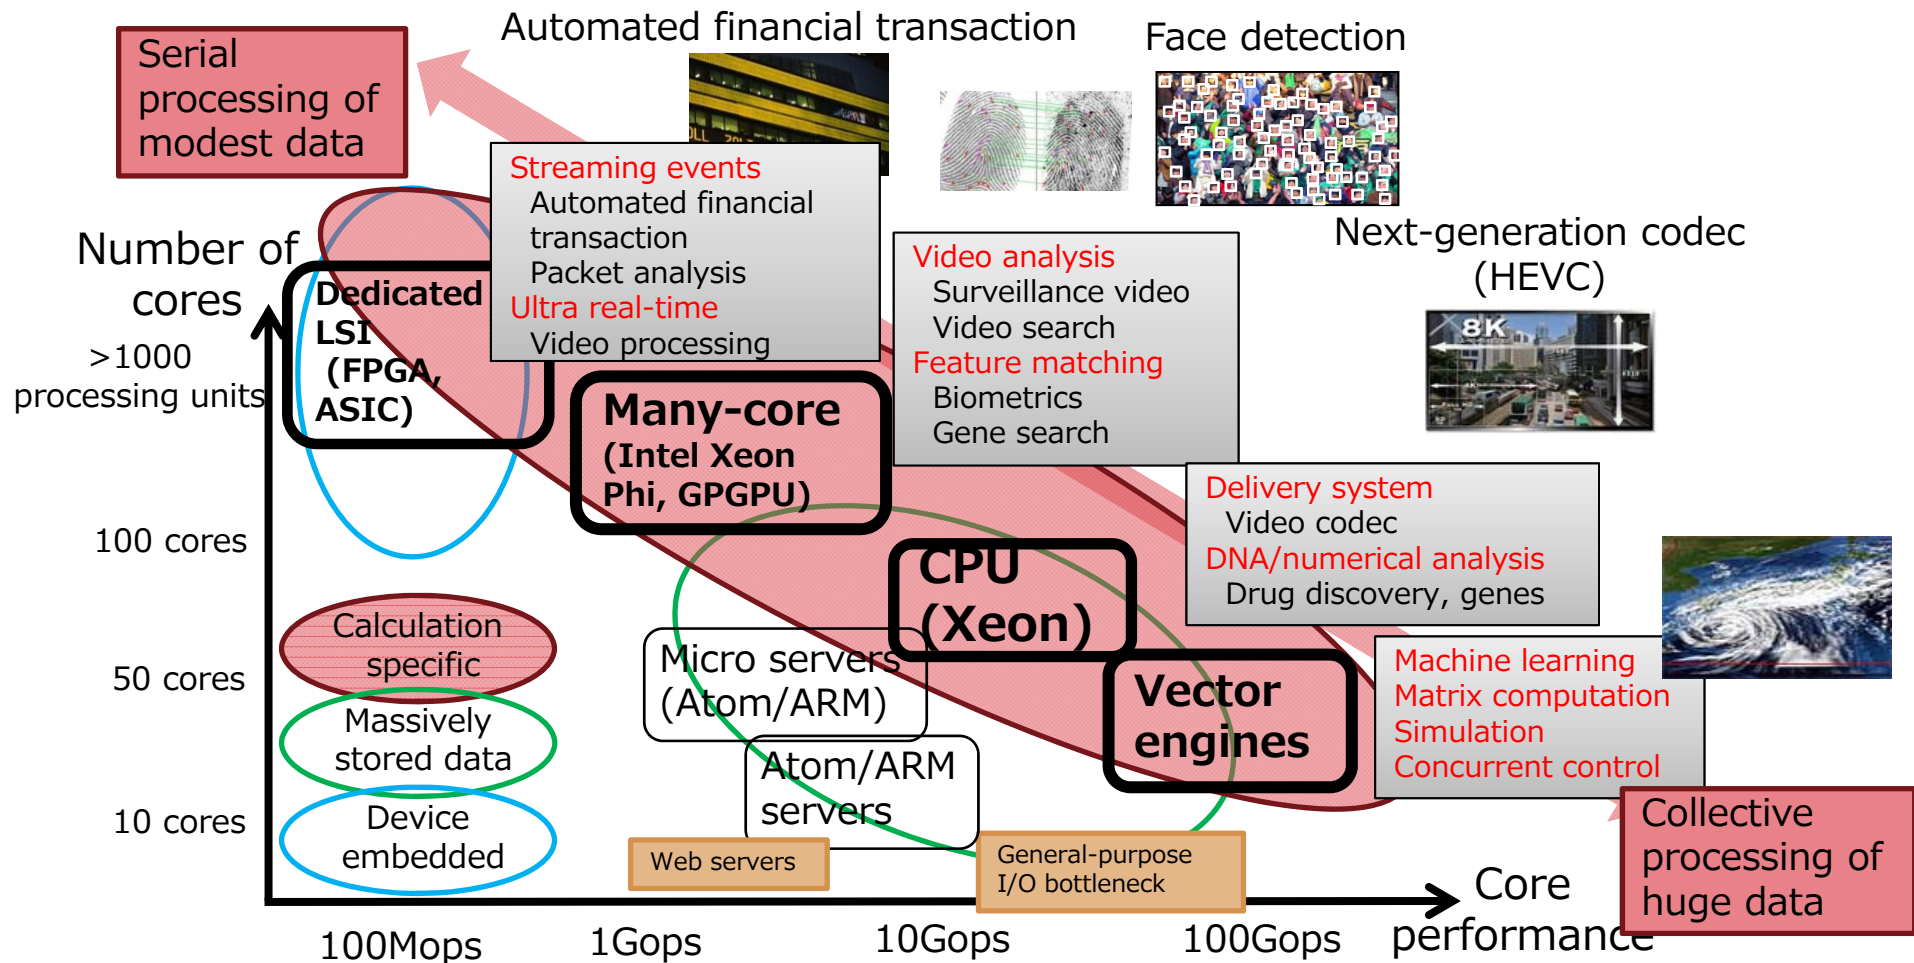 Automated financial transaction
Face detection
Serial
processing of
modest data
Streaming events
Automated financial
transaction
Packet analysis
Ultra real-time
Video processing
Next-generation codec
(HEVC)
8K
Video analysis
Surveillance video
Video search
Feature matching
Biometrics
Gene search
Number of
cores
>1000
processing units
Dedicated
LSI
(FPGA,
ASIC)
Many-core
(Intel Xeon
Phi, GPGPU)
Delivery system
Video codec
DNA/numerical analysis
Drug discovery, genes
100 cores
CPU
(Xeon)
Calculation
specific
50 cores
Micro servers
(Atom/ARM)
Vector
engines
Machine learning
Matrix computation
Simulation
Concurrent control
Massively
stored data
Atom/ARM
servers
10 cores
Device
embedded
Web servers
General-purpose
I/O bottleneck
Collective
processing of
huge data
Core
performance
100Mops
1Gops
10Gops
100Gops